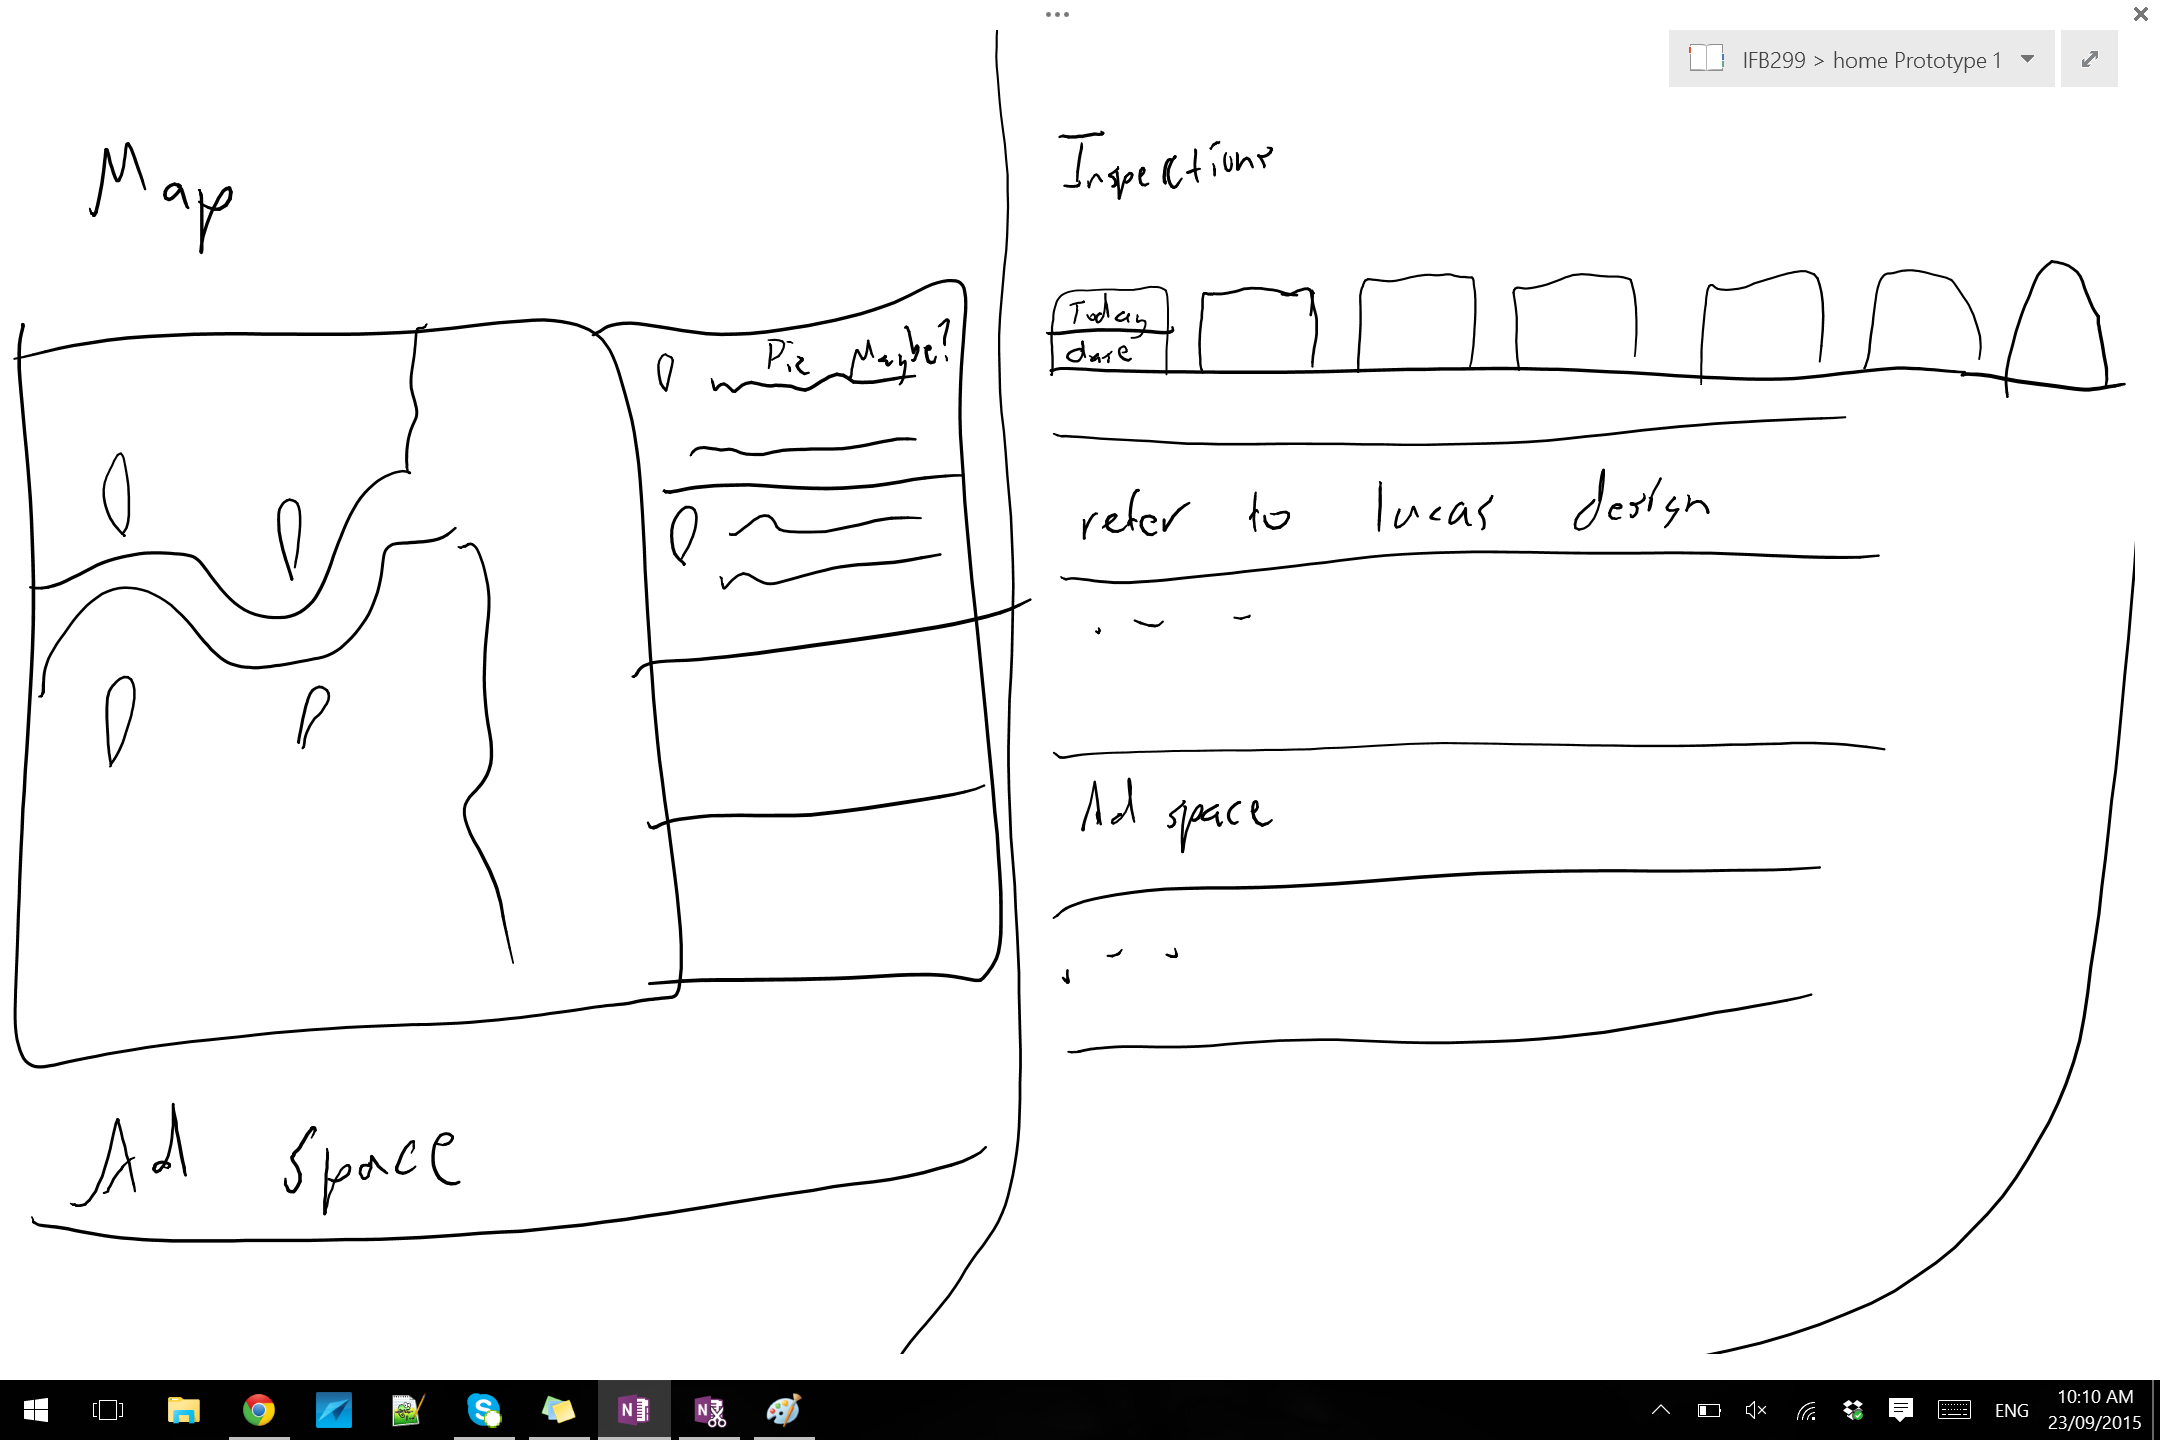 IFB299 > home Prototype 1
Map
Pic Maybe?
Ad space
Inspections
Today
date
refer to lucas design
Ad space
ENG
10:10 AM
23/09/2015